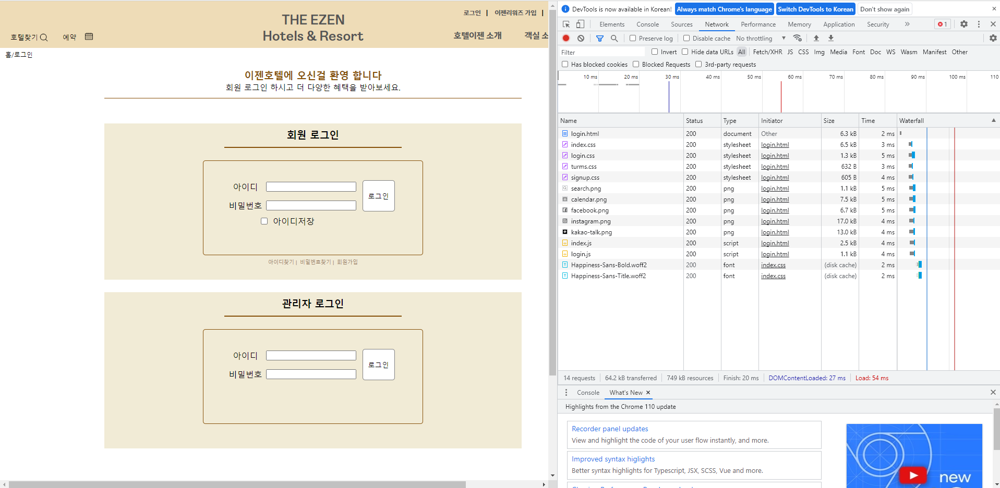 로그인 | 이젠리워즈 가입 |
THE EZEN
Hotels & Resort
호텔찾기 예약
호텔이젠 소개 객실 소
홈/로그인
이젠호텔에 오신걸 환영 합니다
회원 로그인 하시고 더 다양한 혜택을 받아보세요.
회원 로그인
아이디
비밀번호
로그인
아이디저장
아이디찾기 | 비밀번호찾기 | 회원가입
관리자 로그인
아이디
비밀번호
로그인
DevTools is now available in Korean! Always match Chrome's language Switch DevTools to Korean Don't show again
Elements Console Sources Network Performance Memory Application Security 1
Preserve log Disable cache No throttling
Filter Invert Hide data URLs All Fetch/XHR JS CSS Img Media Font Doc WS Wasm Manifest Other
Has blocked cookies Blocked Requests 3rd-party requests
10 ms 20 ms 30 ms 40 ms 50 ms 60 ms 70 ms 80 ms 90 ms 100 ms 110
Name Status Type Initiator Size Time Waterfall
login.html 200 document Other 6.3 kB 2 ms
index.css 200 stylesheet login.html 6.5 kB 3 ms
login.css 200 stylesheet login.html 1.3 kB 5 ms
turms.css 200 stylesheet login.html 632 B 3 ms
signup.css 200 stylesheet login.html 605 B 4 ms
search.png 200 png login.html 1.1 kB 5 ms
calendar.png 200 png login.html 7.5 kB 5 ms
facebook.png 200 png login.html 6.7 kB 5 ms
instagram.png 200 png login.html 17.0 kB 4 ms
kakao-talk.png 200 png login.html 13.0 kB 4 ms
index.js 200 script login.html 2.5 kB 4 ms
login.js 200 script login.html 1.1 kB 4 ms
Happiness-Sans-Bold.woff2 200 font index.css (disk cache) 2 ms
Happiness-Sans-Title.woff2 200 font index.css (disk cache) 2 ms
14 requests 64.2 kB transferred 749 kB resources Finish: 20 ms DOMContentLoaded: 27 ms Load: 54 ms
Console What's New
Highlights from the Chrome 110 update
Recorder panel updates
View and highlight the code of your user flow instantly, and more.
Improved syntax higlights
Better syntax highlights for Typescript, JSX, SCSS, Vue and more.
new